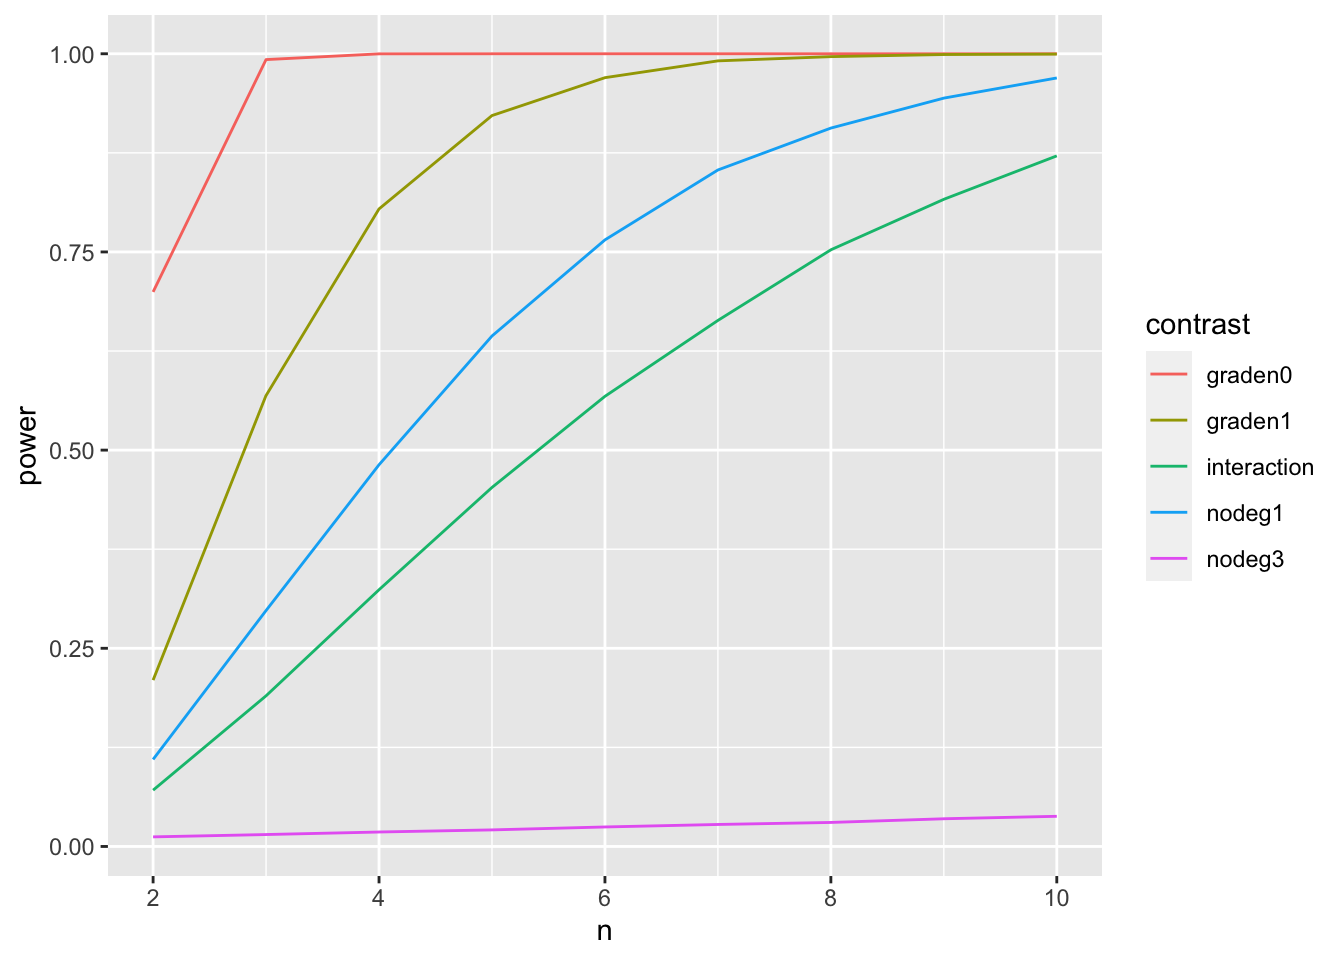 1.00
0.75
0.50
0.25
0.00
power
2 4 6 8 10
n
contrast
graden0
graden1
interaction
nodeg1
nodeg3